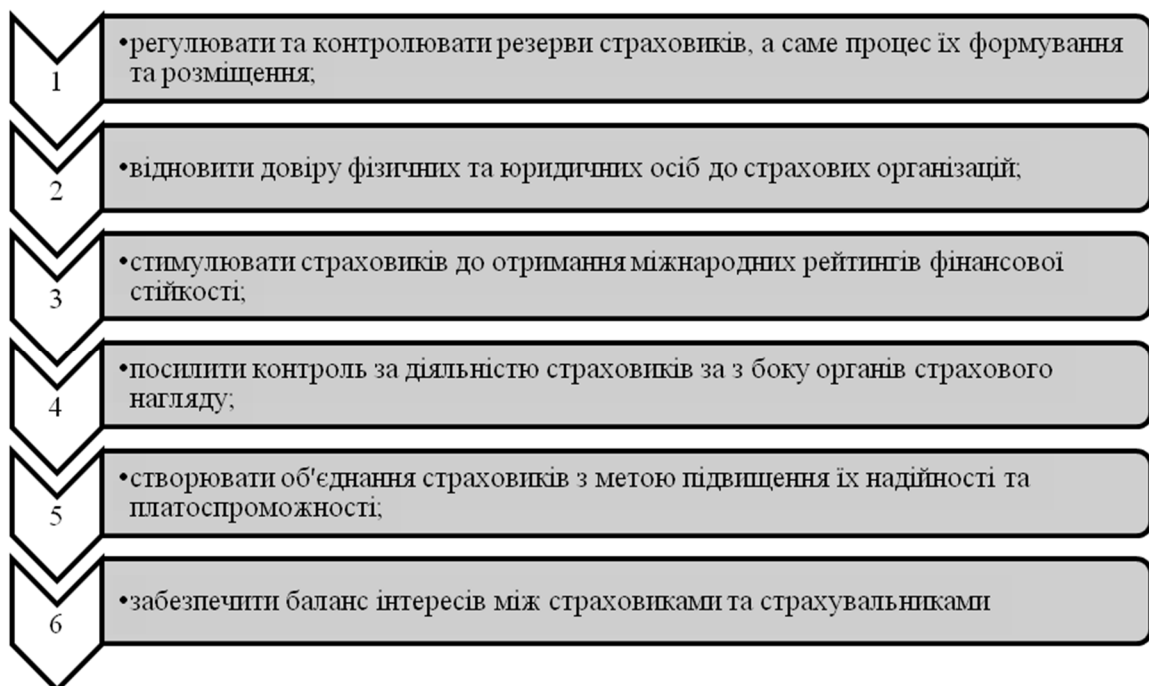 1
•регулювати та контролювати резерви страховиків, а саме процес їх формування
та розміщення;
2
•відновити довіру фізичних та юридичних осіб до страхових організацій;
3
•стимулювати страховиків до отримання міжнародних рейтингів фінансової
стійкості;
4
•посилити контроль за діяльністю страховиків за з боку органів страхового
нагляду;
5
•створювати об'єднання страховиків з метою підвищення їх надійності та
платоспроможності;
6
•забезпечити баланс інтересів між страховиками та страхувальниками